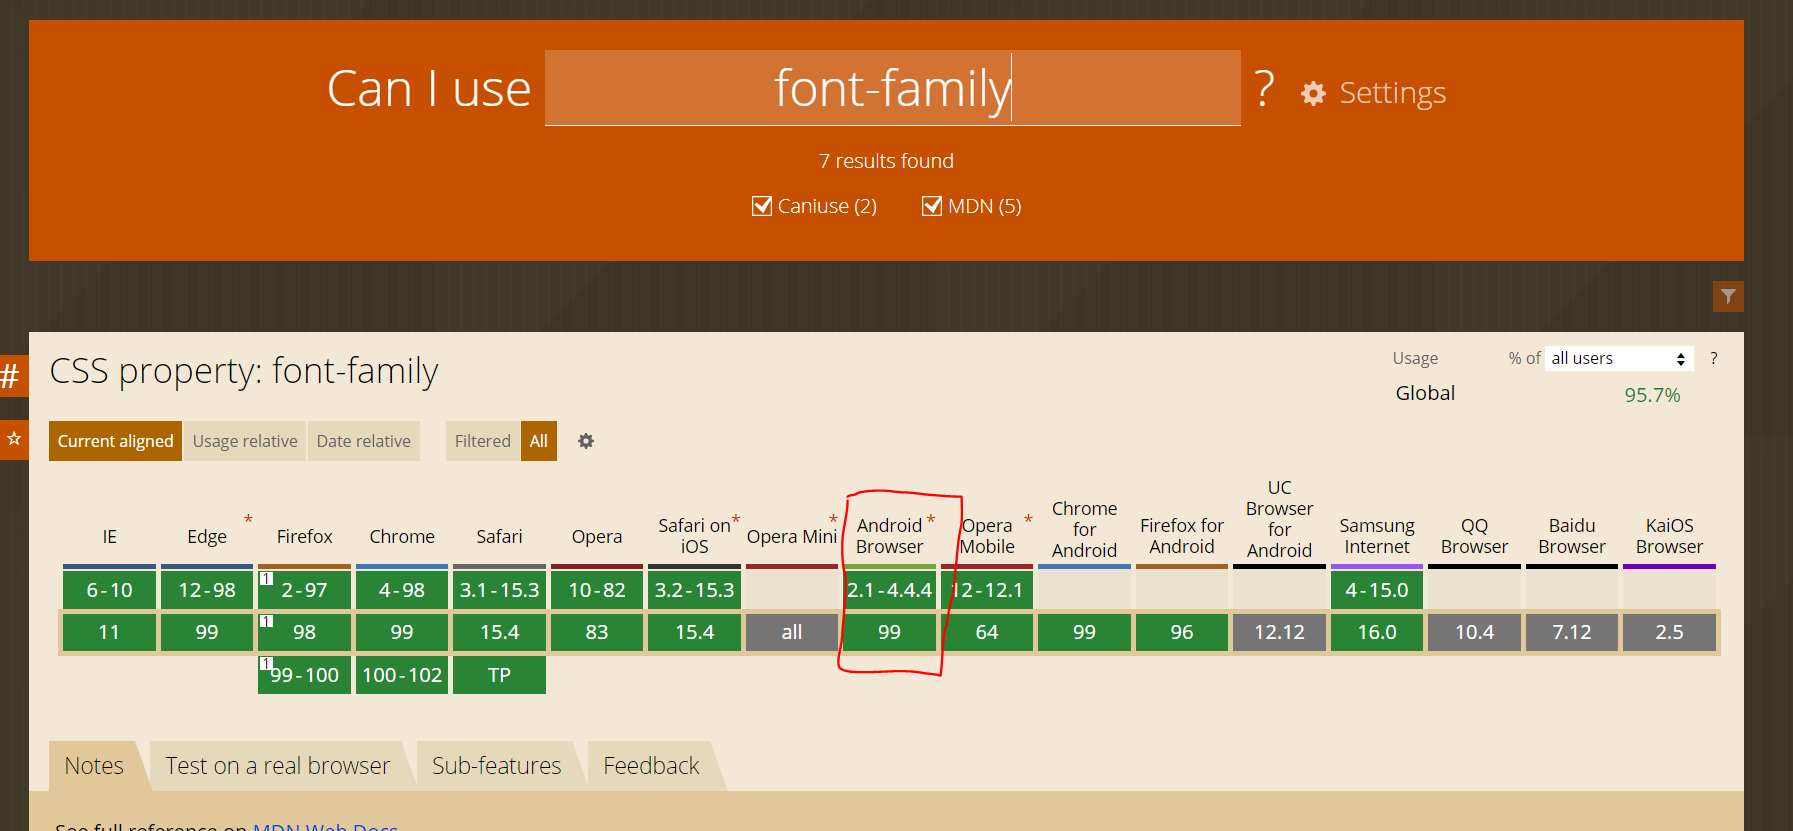 Can I use font-family ? Settings
7 results found
Caniuse (2) MDN (5)
#
CSS property: font-family
Usage % of all users ?
Global 95.7%
Current aligned Usage relative Date relative Filtered All
IE Edge * Firefox Chrome Safari Opera Safari on iOS * Opera Mini * Android Browser * Opera Mobile * Chrome for Android Firefox for Android UC Browser for Android Samsung Internet QQ Browser Baidu Browser KaiOS Browser
6-10 12-98 1 2-97 4-98 3.1-15.3 10-82 3.2-15.3 2.1-4.4.4 12-12.1 4-15.0
11 99 1 98 99 15.4 83 15.4 all 99 64 99 96 12.12 16.0 10.4 7.12 2.5
1 99-100 100-102 TP
Notes Test on a real browser Sub-features Feedback
See full reference on MDN Web Docs